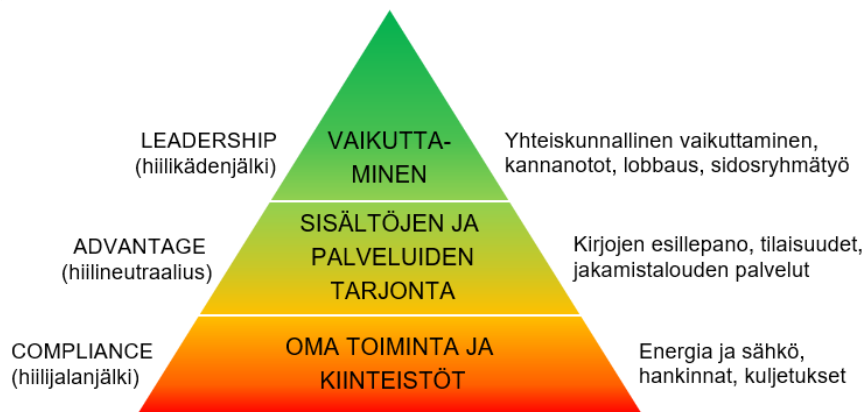 LEADERSHIP
(hiilikädenjälki)
VAIKUTTA-
MINEN
Yhteiskunnallinen vaikuttaminen,
kannanotot, lobbaus, sidosryhmätyö
ADVANTAGE
(hiilineutraalius)
SISÄLTÖJEN JA
PALVELUIDEN
TARJONTA
Kirjojen esillepano, tilaisuudet,
jakamistalouden palvelut
COMPLIANCE
(hiilijalanjälki)
OMA TOIMINTA JA
KIINTEISTÖT
Energia ja sähkö,
hankinnat, kuljetukset